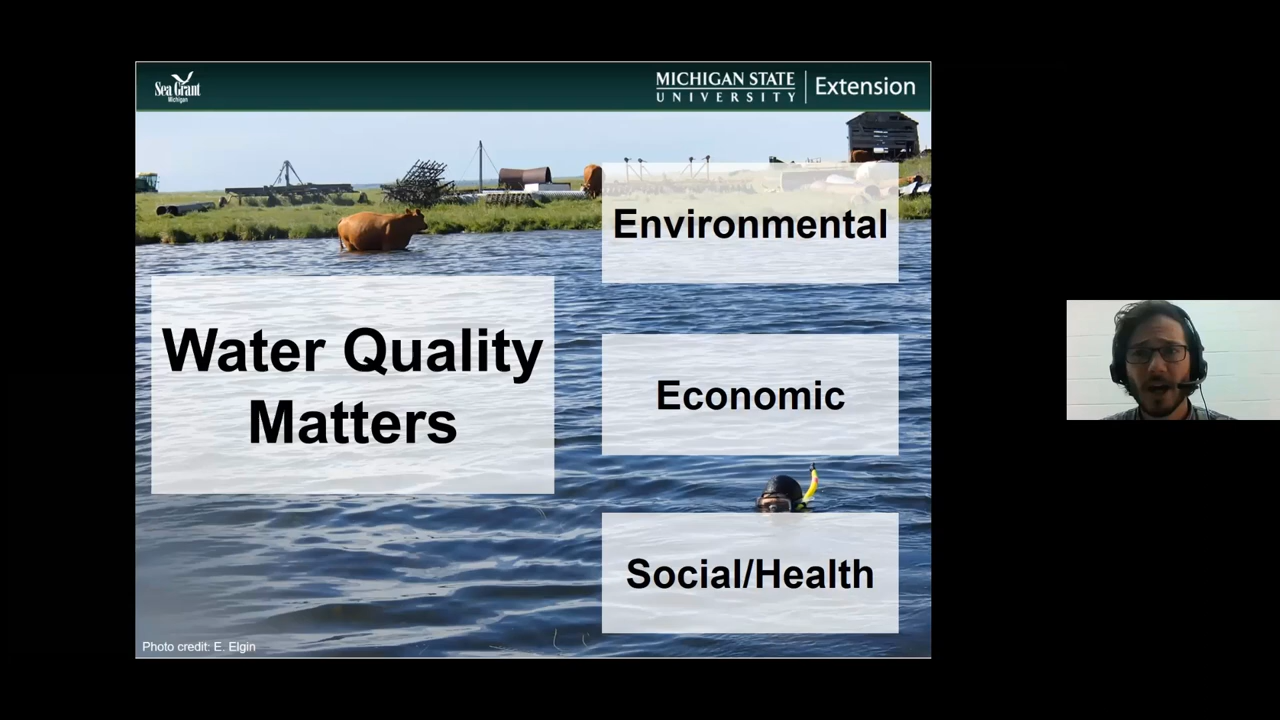 Sea Grant
Michigan
MICHIGAN STATE
UNIVERSITY
Extension
Environmental
Water Quality
Matters
Economic
Social/Health
Photo credit: E. Elgin